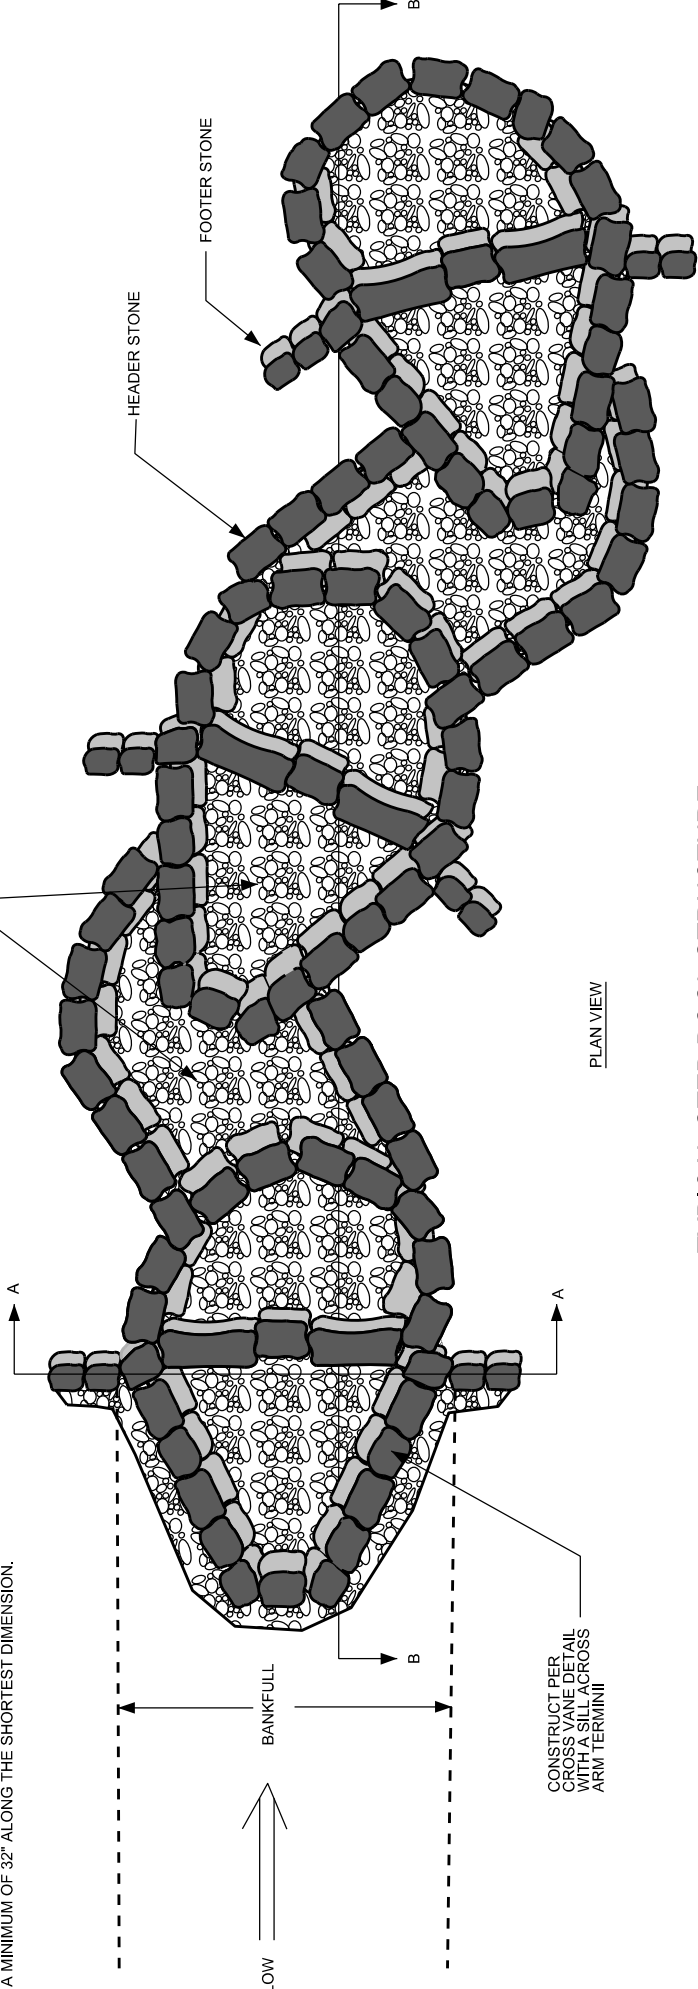 A MINIMUM OF 32" ALONG THE SHORTEST DIMENSION.
B
FOOTER STONE
HEADER STONE
A
A
PLAN VIEW
BANKFULL
B
CONSTRUCT PER
CROSS VANE DETAIL
WITH A SILL ACROSS
ARM TERMINII
LOW